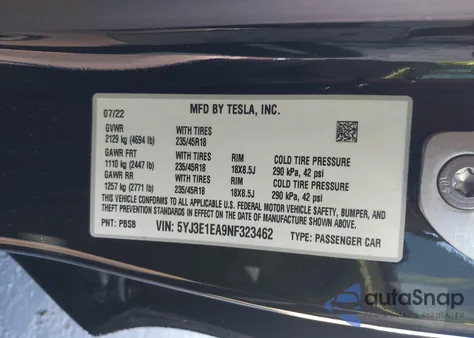 MFD BY TESLA, INC.
07/22
GVWR WITH TIRES
2129 kg (4694 lb) 235/45R18
GAWR FRT WITH TIRES RIM COLD TIRE PRESSURE
1110 kg (2447 lb) 235/45R18 18X8.5J 290 kPa, 42 psi
GAWR RR WITH TIRES RIM COLD TIRE PRESSURE
1257 kg (2771 lb) 235/45R18 18X8.5J 290 kPa, 42 psi
THIS VEHICLE CONFORMS TO ALL
APPLICABLE U.S. FEDERAL MOTOR VEHICLE SAFETY, BUMPER, AND
THEFT PREVENTION STANDARDS IN EFFECT ON THE DATE OF
MANUFACTURE SHOWN ABOVE.
PNT: PBSB VIN: 5YJ3E1EA9NF323462 TYPE: PASSENGER CAR
autoSnap